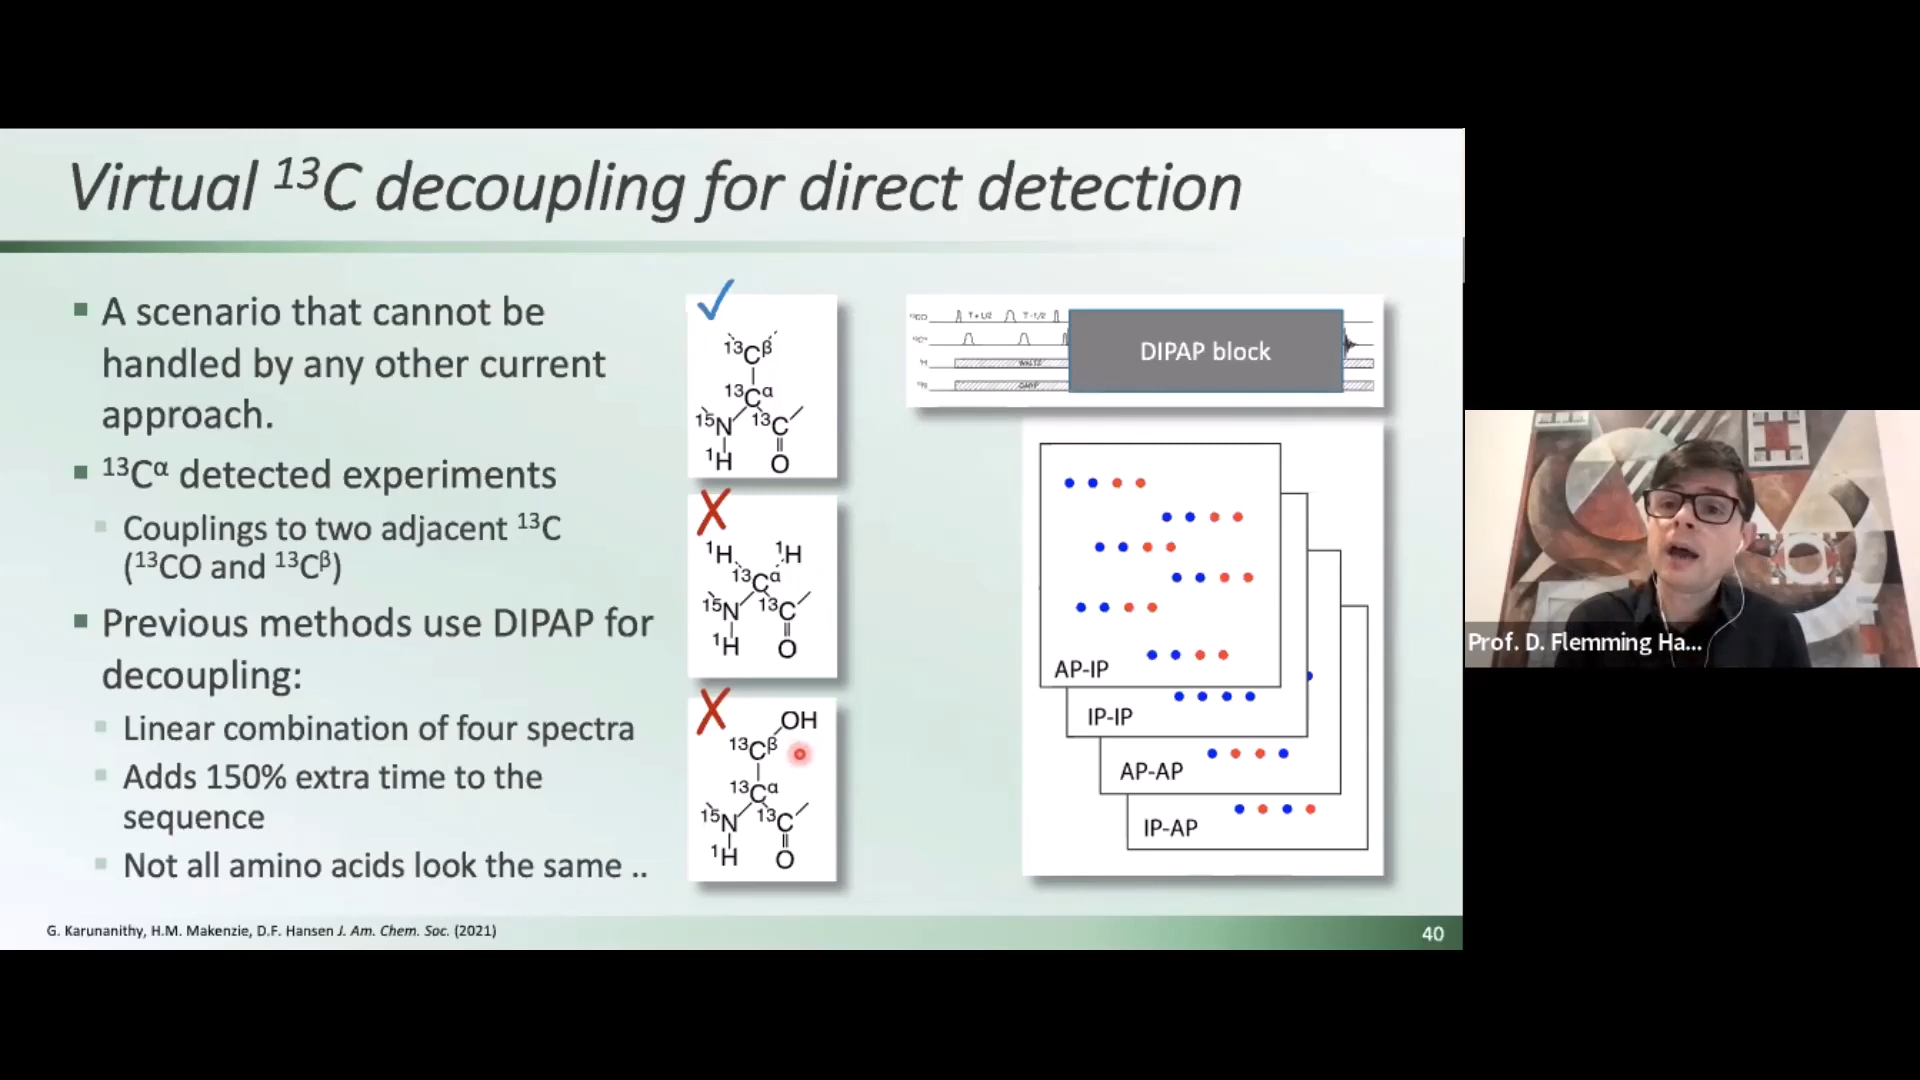 Virtual ¹³C decoupling for direct detection
A scenario that cannot be
handled by any other current
approach.
¹³Cᵅ detected experiments
Couplings to two adjacent ¹³C
(¹³CO and ¹³Cᵝ)
Previous methods use DIPAP for
decoupling:
Linear combination of four spectra
Adds 150% extra time to the
sequence
Not all amino acids look the same ..
¹³Cᵝ
¹³Cᵅ
¹⁵N ¹³C
¹H O
¹H ¹H
¹³Cᵅ
¹⁵N ¹³C
¹H O
OH
¹³Cᵝ
¹³Cᵅ
¹⁵N ¹³C
¹H O
DIPAP block
AP-IP
IP-IP
AP-AP
IP-AP
G. Karunanithy, H.M. Makenzie, D.F. Hansen J. Am. Chem. Soc. (2021)
40
Prof. D. Flemming Ha...